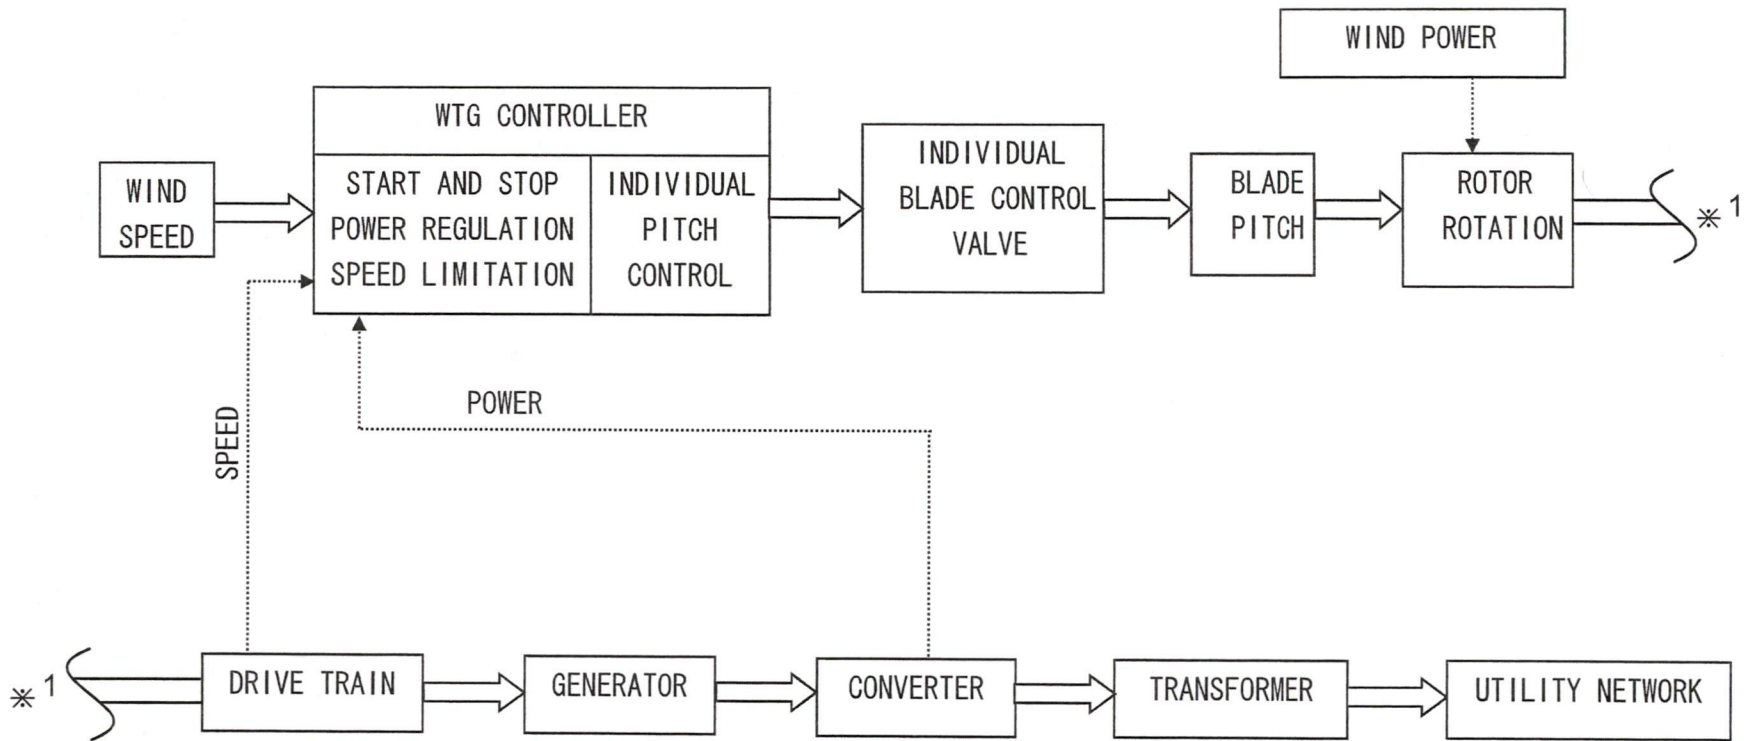 WIND POWER
WTG CONTROLLER
WIND
SPEED
START AND STOP
POWER REGULATION
SPEED LIMITATION
INDIVIDUAL
PITCH
CONTROL
INDIVIDUAL
BLADE CONTROL
VALVE
BLADE
PITCH
ROTOR
ROTATION
※1
SPEED
POWER
※1
DRIVE TRAIN
GENERATOR
CONVERTER
TRANSFORMER
UTILITY NETWORK